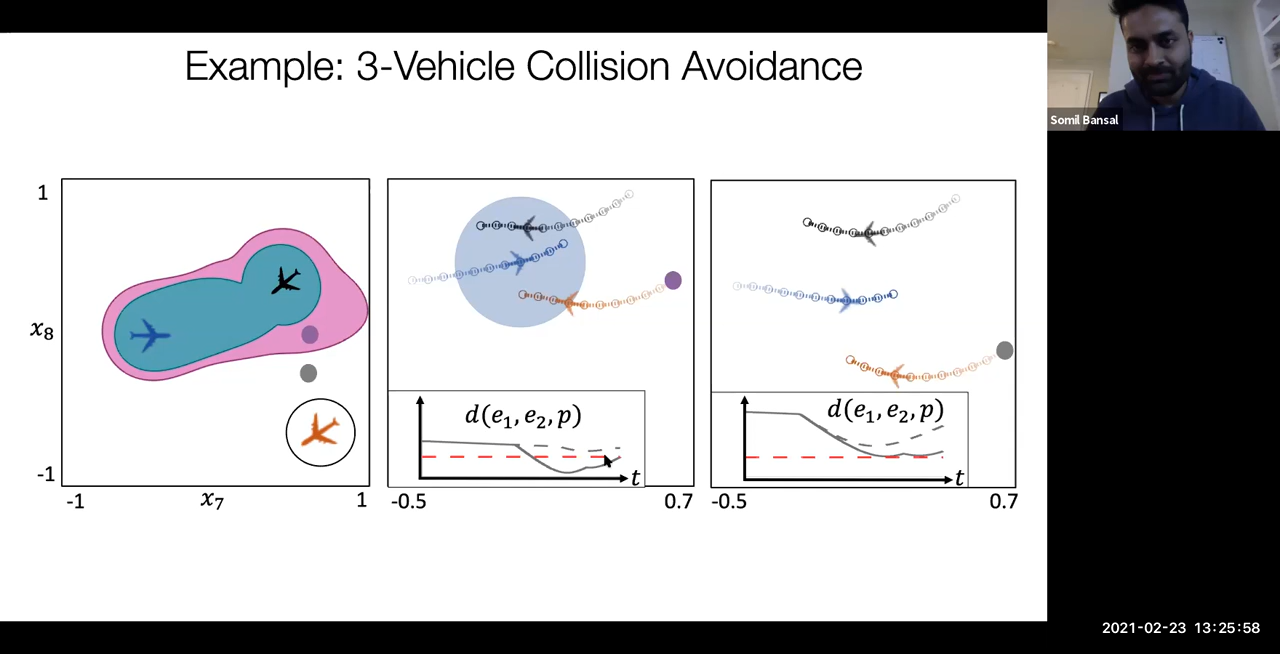 Example: 3-Vehicle Collision Avoidance
Somil Bansal
1
x₈
-1
-1
x₇
1
d(e₁, e₂, p)
t
-0.5
0.7
d(e₁, e₂, p)
t
-0.5
0.7
2021-02-23 13:25:58